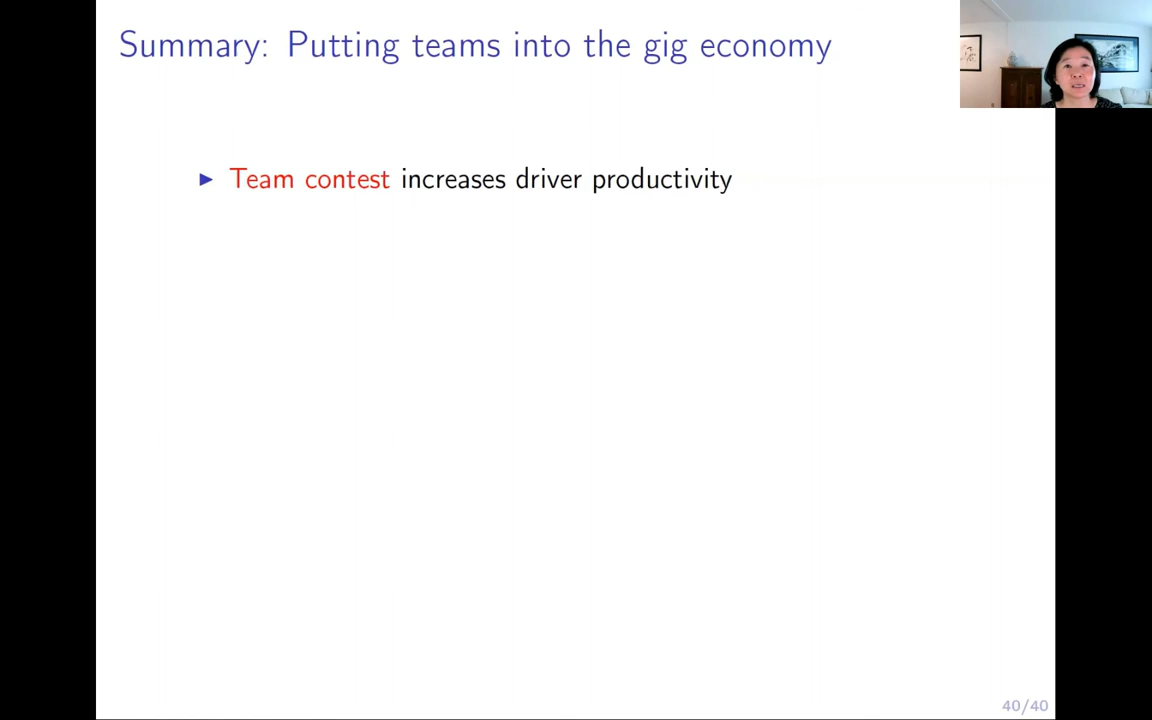 Summary: Putting teams into the gig economy
▶ Team contest increases driver productivity
40/40